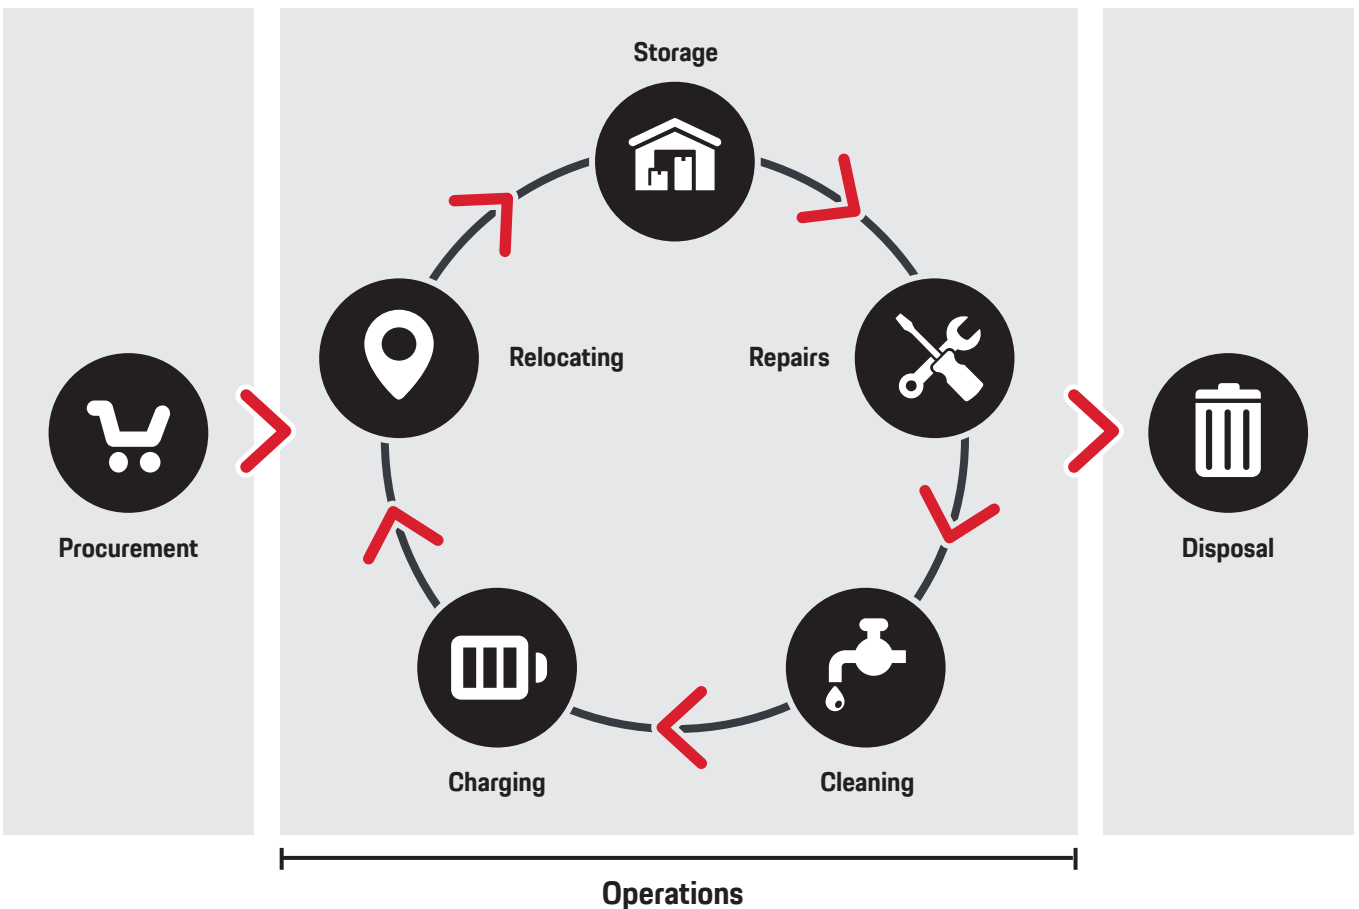 Storage
Relocating
Repairs
Procurement
Disposal
Charging
Cleaning
Operations